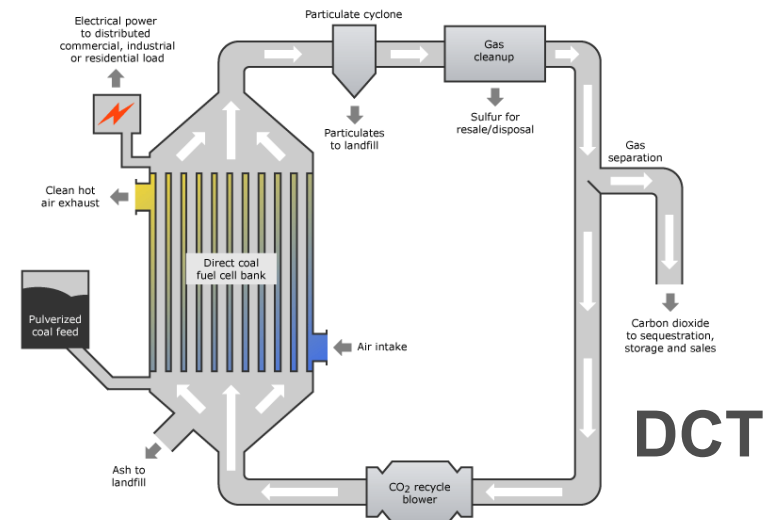 Electrical power
to distributed
commercial, industrial
or residential load
Particulate cyclone
Gas
cleanup
Particulates
to landfill
Sulfur for
resale/disposal
Gas
separation
Clean hot
air exhaust
Direct coal
fuel cell bank
Pulverized
coal feed
Air intake
Carbon dioxide
to sequestration,
storage and sales
DCT
Ash to
landfill
CO₂ recycle
blower